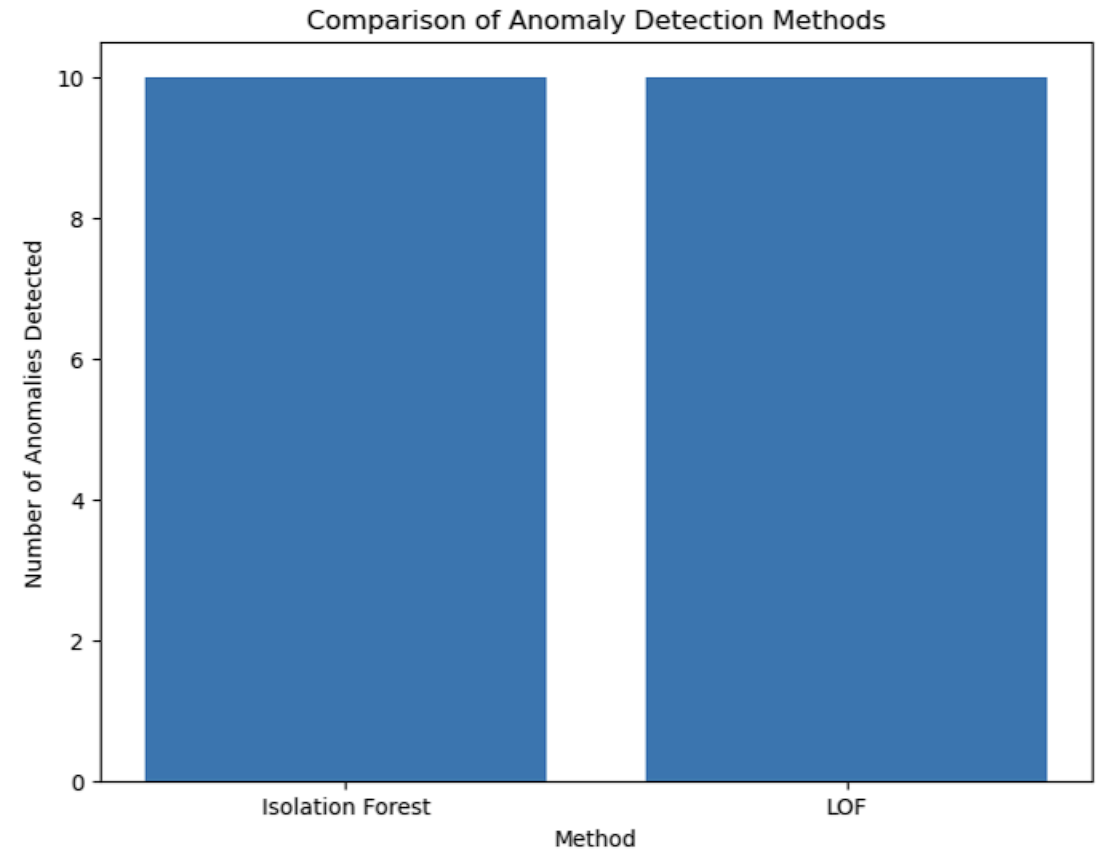 Comparison of Anomaly Detection Methods
Number of Anomalies Detected
10
8
6
4
2
0
Isolation Forest
LOF
Method